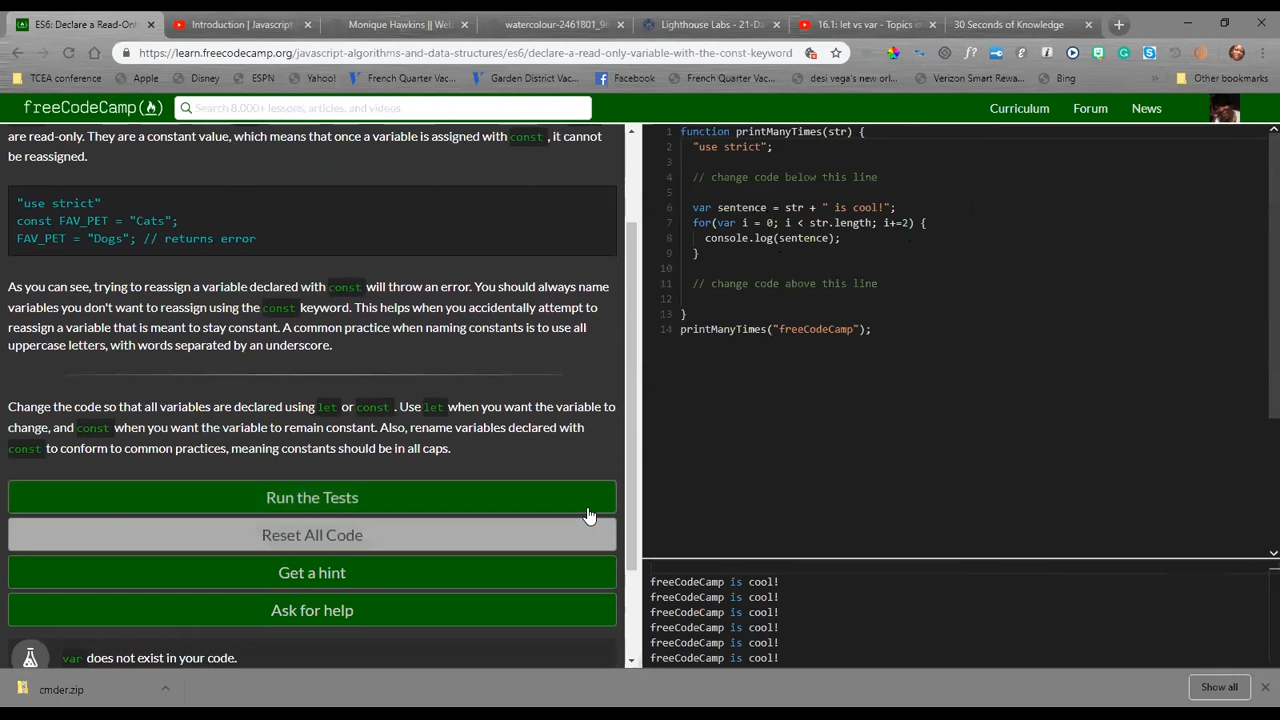 ES6: Declare a Read-Onl
Introduction | Javascript
Monique Hawkins || Web
watercourour-2461801_9
Lighthouse Labs - 21-Da
16.1: let vs var - Topics o
30 Seconds of Knowledge
https://learn.freecodecamp.org/javascript-algorithms-and-data-structures/es6/declare-a-read-only-variable-with-the-const-keyword
TCEA conference
Apple
Disney
ESPN
Yahoo!
French Quarter Vac...
Garden District Vac...
Facebook
French Quarter Vac...
desi vega's new orl...
Verizon Smart Rewa...
Bing
»
Other bookmarks
freeCodeCamp
Search 8,000+ lessons, articles, and videos
Curriculum
Forum
News
are read-only. They are a constant value, which means that once a variable is assigned with const, it cannot
be reassigned.
"use strict"
const FAV_PET = "Cats";
FAV_PET = "Dogs"; // returns error
As you can see, trying to reassign a variable declared with const will throw an error. You should always name
variables you don't want to reassign using the const keyword. This helps when you accidentally attempt to
reassign a variable that is meant to stay constant. A common practice when naming constants is to use all
uppercase letters, with words separated by an underscore.
Change the code so that all variables are declared using let or const. Use let when you want the variable to
change, and const when you want the variable to remain constant. Also, rename variables declared with
const to conform to common practices, meaning constants should be in all caps.
Run the Tests
Reset All Code
Get a hint
Ask for help
var does not exist in your code.
1 function printManyTimes(str) {
2 "use strict";
3
4 // change code below this line
5
6 var sentence = str + " is cool!";
7 for(var i = 0; i < str.length; i+=2) {
8 console.log(sentence);
9 }
10
11 // change code above this line
12
13 }
14 printManyTimes("freeCodeCamp");
freeCodeCamp is cool!
freeCodeCamp is cool!
freeCodeCamp is cool!
freeCodeCamp is cool!
freeCodeCamp is cool!
freeCodeCamp is cool!
cmder.zip
Show all